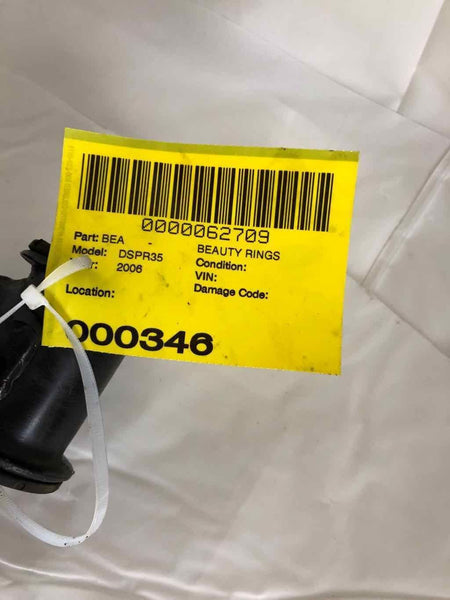 0000062709
Part: BEA - BEAUTY RINGS
Model: DSPR35 Condition:
2006 VIN:
Location: Damage Code:
000346